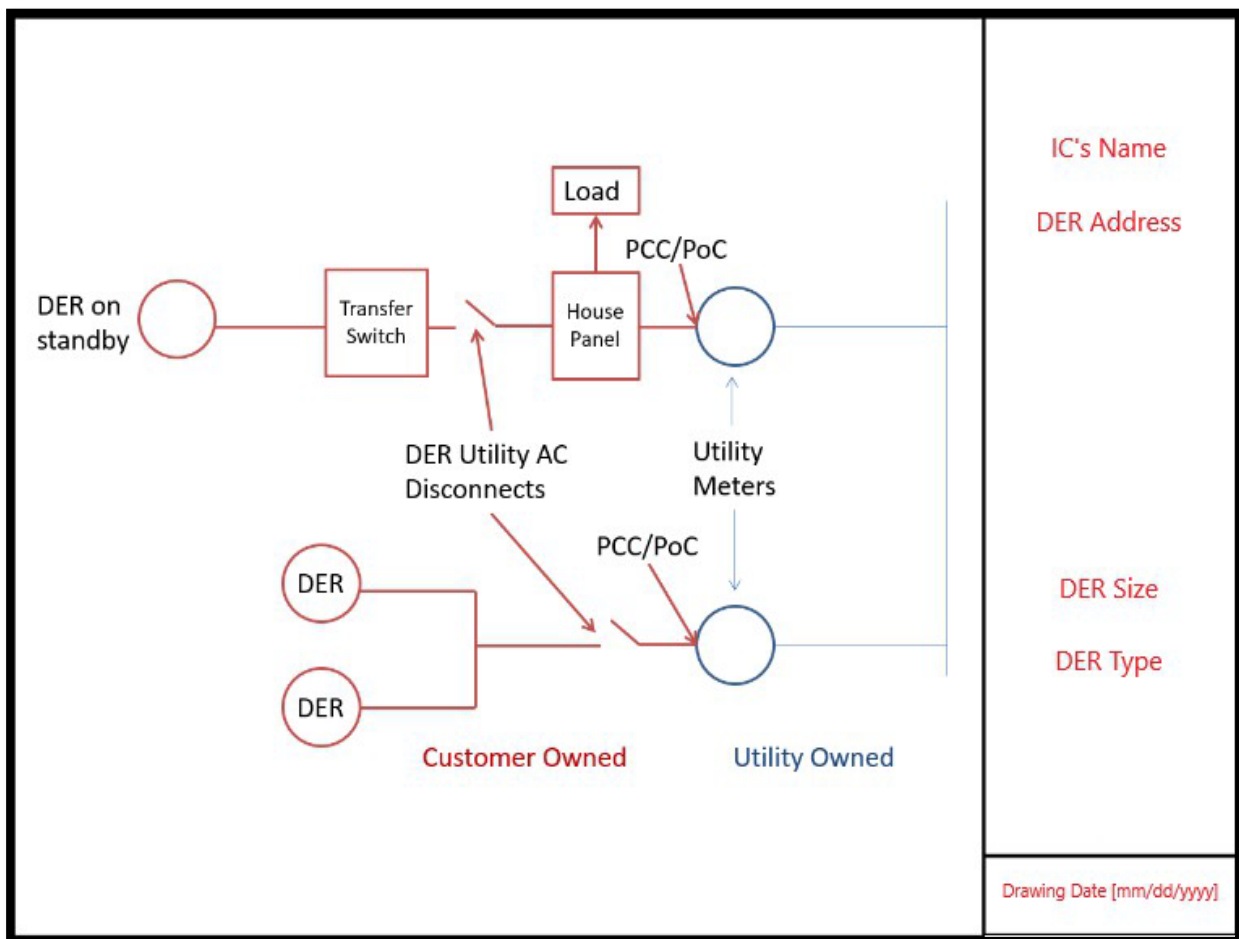 Load
PCC/PoC
DER on
standby
Transfer
Switch
House
Panel
DER Utility AC
Disconnects
Utility
Meters
PCC/PoC
DER
DER
Customer Owned
Utility Owned
IC's Name
DER Address
DER Size
DER Type
Drawing Date [mm/dd/yyyy]